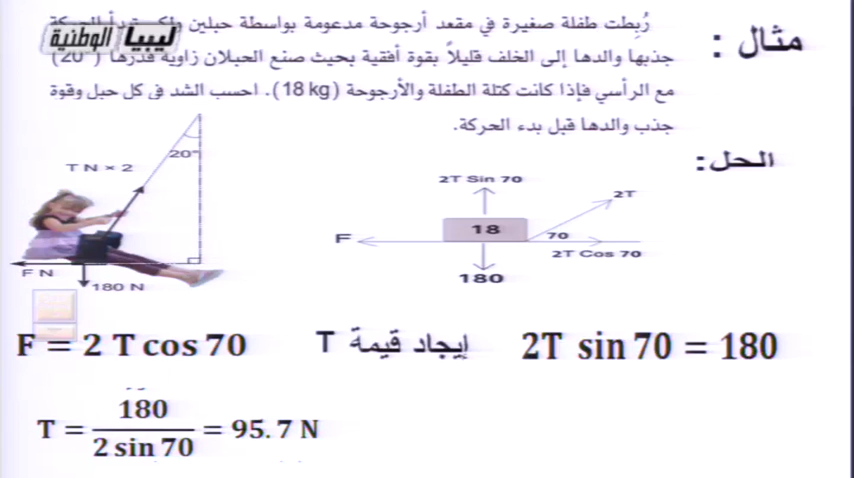 مثال :
رُبِطت طفلة صغيرة في مقعد أرجوحة مدعومة بواسطة حبلين
ليبيا الوطنية
جذبها والدها إلى الخلف قليلاً بقوة أفقية بحيث صنع الحبلان زاوية قدرها (20°)
مع الرأسي فإذا كانت كتلة الطفلة والأرجوحة (18 kg). احسب الشد في كل حبل وقوة
جذب والدها قبل بدء الحركة.
الحل:
20°
T N × 2
F N
180 N
2T Sin 70
2T
F
18
70
2T Cos 70
180
F = 2 T cos 70
إيجاد قيمة T
2T sin 70 = 180
T = 180 / 2 sin 70 = 95.7 N